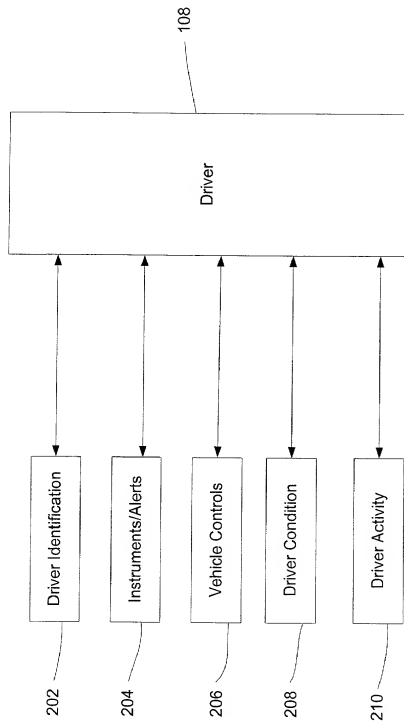 108
Driver
Driver Identification
Instruments/Alerts
Vehicle Controls
Driver Condition
Driver Activity
202
204
206
208
210